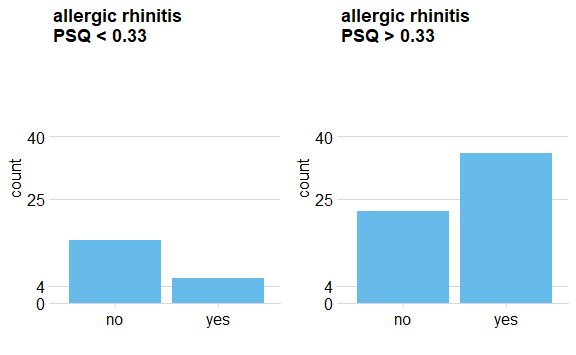 allergic rhinitis
PSQ < 0.33
40
25
4
0
count
no
yes
allergic rhinitis
PSQ > 0.33
40
25
4
0
count
no
yes